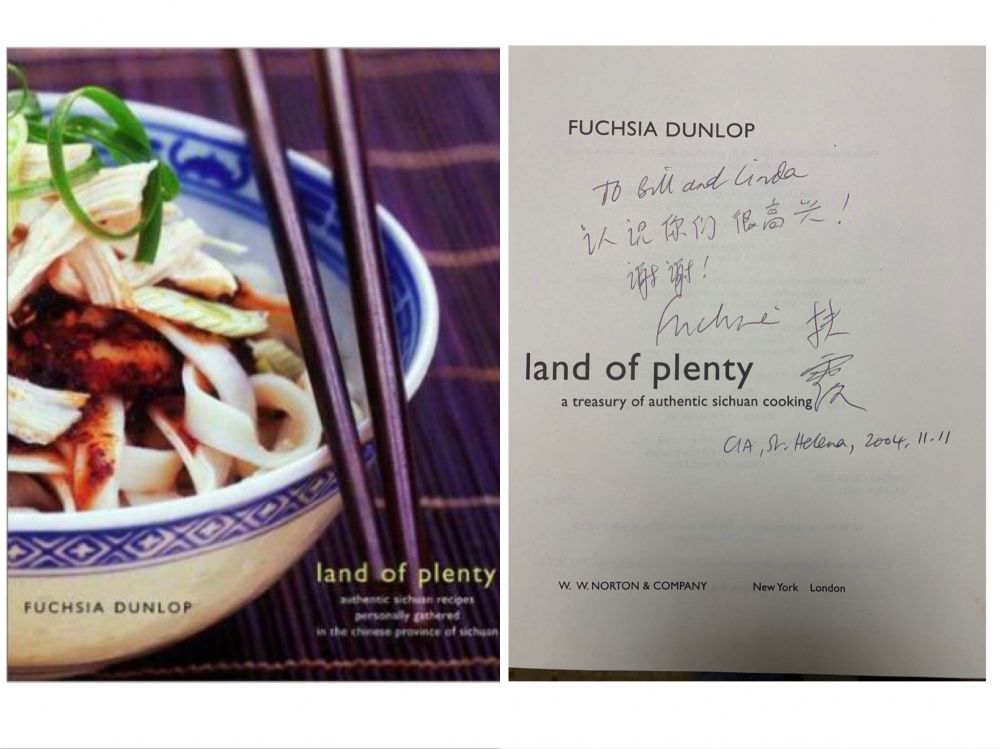 land of plenty
authentic sichuan recipes
personally gathered
in the chinese province of sichuan
FUCHSIA DUNLOP
FUCHSIA DUNLOP
To Bill and Linda
认识你们很高兴!
谢谢!
Fuchsia 扶
霞
land of plenty
a treasury of authentic sichuan cooking
CIA, St. Helena, 2004.11.11
W. W. NORTON & COMPANY New York London